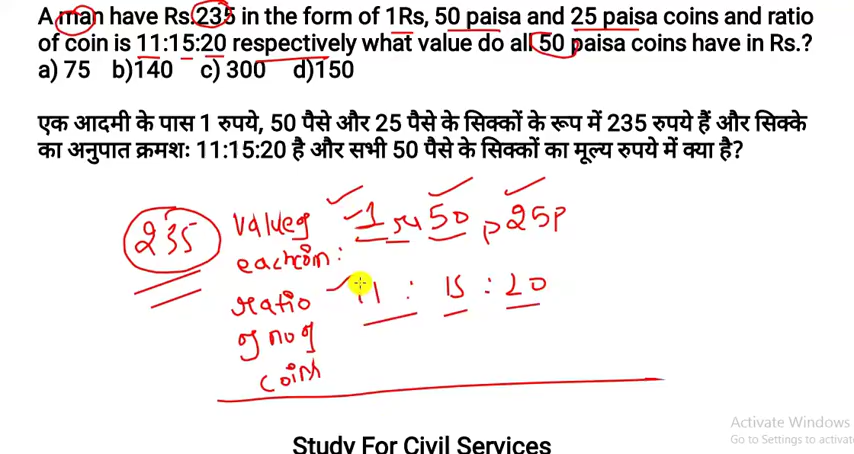 A man have Rs.235 in the form of 1Rs, 50 paisa and 25 paisa coins and ratio
of coin is 11:15:20 respectively what value do all 50 paisa coins have in Rs.?
a) 75 b)140 c) 300 d)150
एक आदमी के पास 1 रुपये, 50 पैसे और 25 पैसे के सिक्कों के रूप में 235 रुपये हैं और सिक्के
का अनुपात क्रमशः 11:15:20 है और सभी 50 पैसे के सिक्कों का मूल्य रुपये में क्या है?
235 value of 1 50 p 25P
each coin:
ratio 11 : 15 : 20
of no of
coins
Activate Windows
Go to Settings to activate
Study For Civil Services